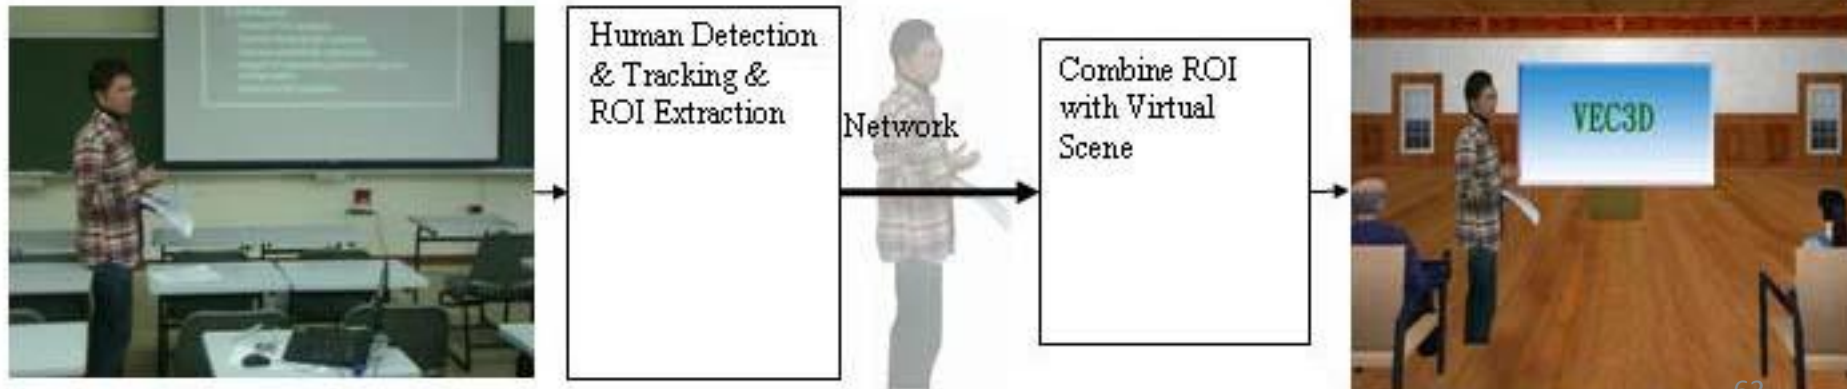 Human Detection
& Tracking &
ROI Extraction
Network
Combine ROI
with Virtual
Scene
VEC3D